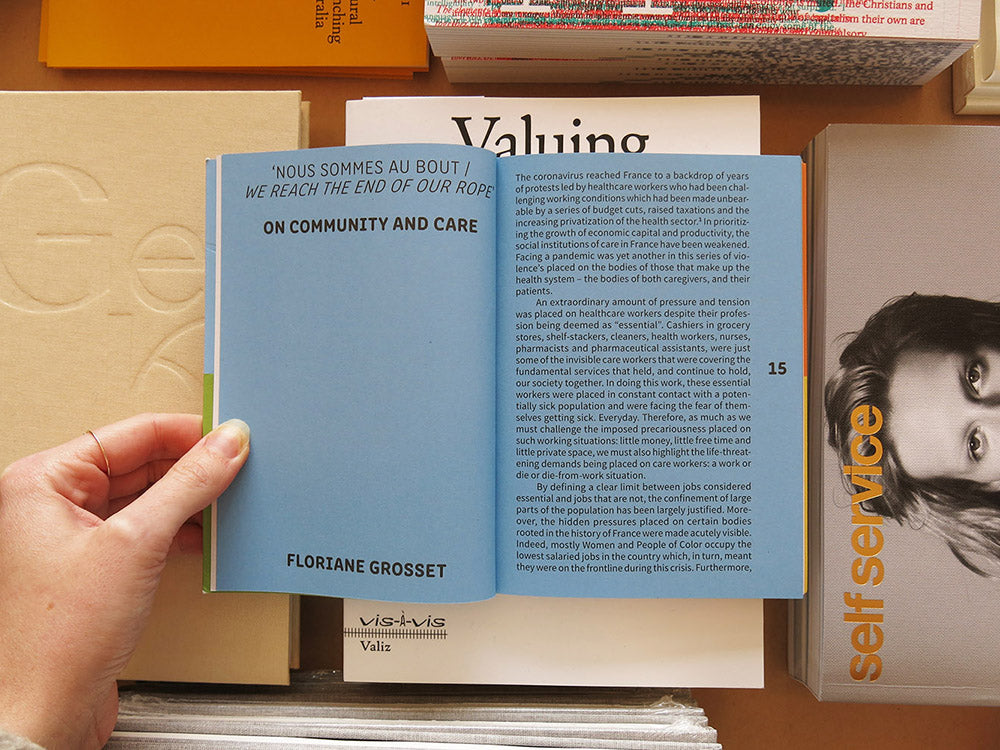 ural
nching
ralia
the Christians and
their own are
Valuing
Ge
'NOUS SOMMES AU BOUT /
WE REACH THE END OF OUR ROPE'
ON COMMUNITY AND CARE
FLORIANE GROSSET
The coronavirus reached France to a backdrop of years
of protests led by healthcare workers who had been chal-
lenging working conditions which had been made unbear-
able by a series of budget cuts, raised taxations and the
increasing privatization of the health sector.¹ In prioritiz-
ing the growth of economic capital and productivity, the
social institutions of care in France have been weakened.
Facing a pandemic was yet another in this series of vio-
lence's placed on the bodies of those that make up the
health system – the bodies of both caregivers, and their
patients.
An extraordinary amount of pressure and tension
was placed on healthcare workers despite their profes-
sion being deemed as “essential”. Cashiers in grocery
stores, shelf-stackers, cleaners, health workers, nurses,
pharmacists and pharmaceutical assistants, were just
some of the invisible care workers that were covering the
fundamental services that held, and continue to hold,
our society together. In doing this work, these essential
workers were placed in constant contact with a poten-
tially sick population and were facing the fear of them-
selves getting sick. Everyday. Therefore, as much as we
must challenge the imposed precariousness placed on
such working situations: little money, little free time and
little private space, we must also highlight the life-threat-
ening demands being placed on care workers: a work or
die or die-from-work situation.
By defining a clear limit between jobs considered
essential and jobs that are not, the confinement of large
parts of the population has been largely justified. More-
over, the hidden pressures placed on certain bodies
rooted in the history of France were made acutely visible.
Indeed, mostly Women and People of Color occupy the
lowest salaried jobs in the country which, in turn, meant
they were on the frontline during this crisis. Furthermore,
15
self service
vis-À-vis
Valiz